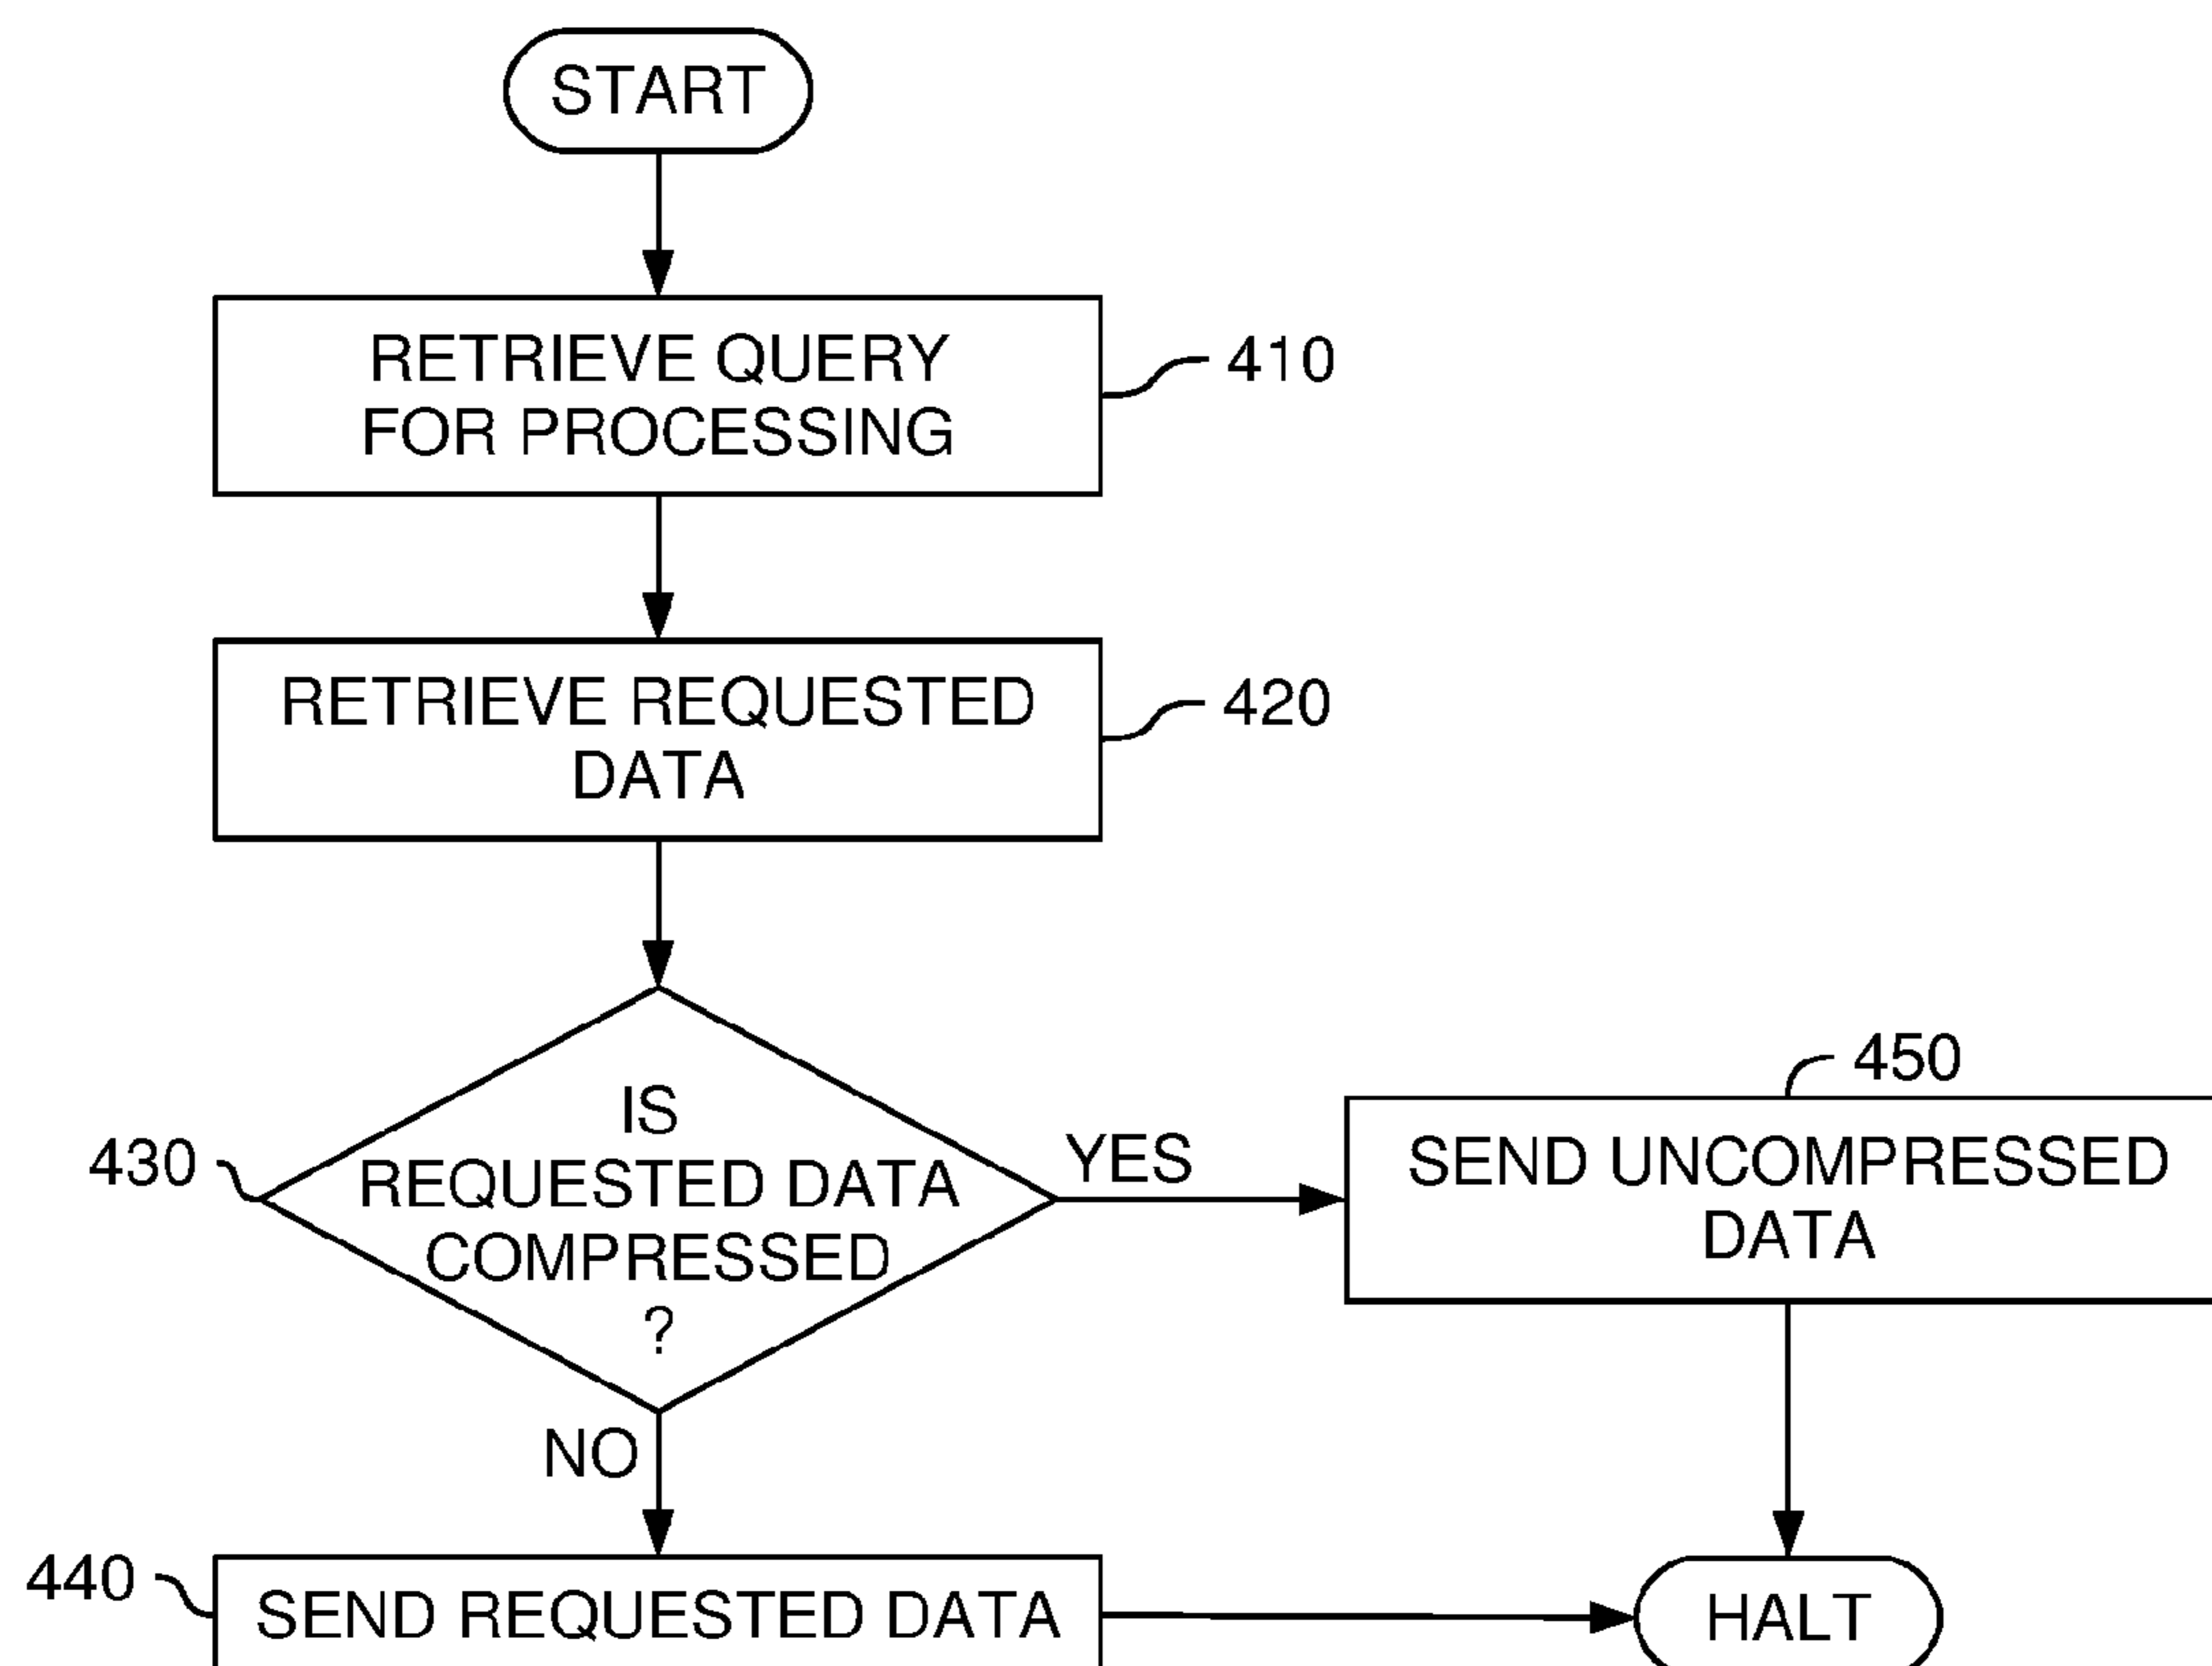 START
RETRIEVE QUERY
FOR PROCESSING
410
RETRIEVE REQUESTED
DATA
420
430
IS
REQUESTED DATA
COMPRESSED
?
YES
450
SEND UNCOMPRESSED
DATA
NO
440
SEND REQUESTED DATA
HALT